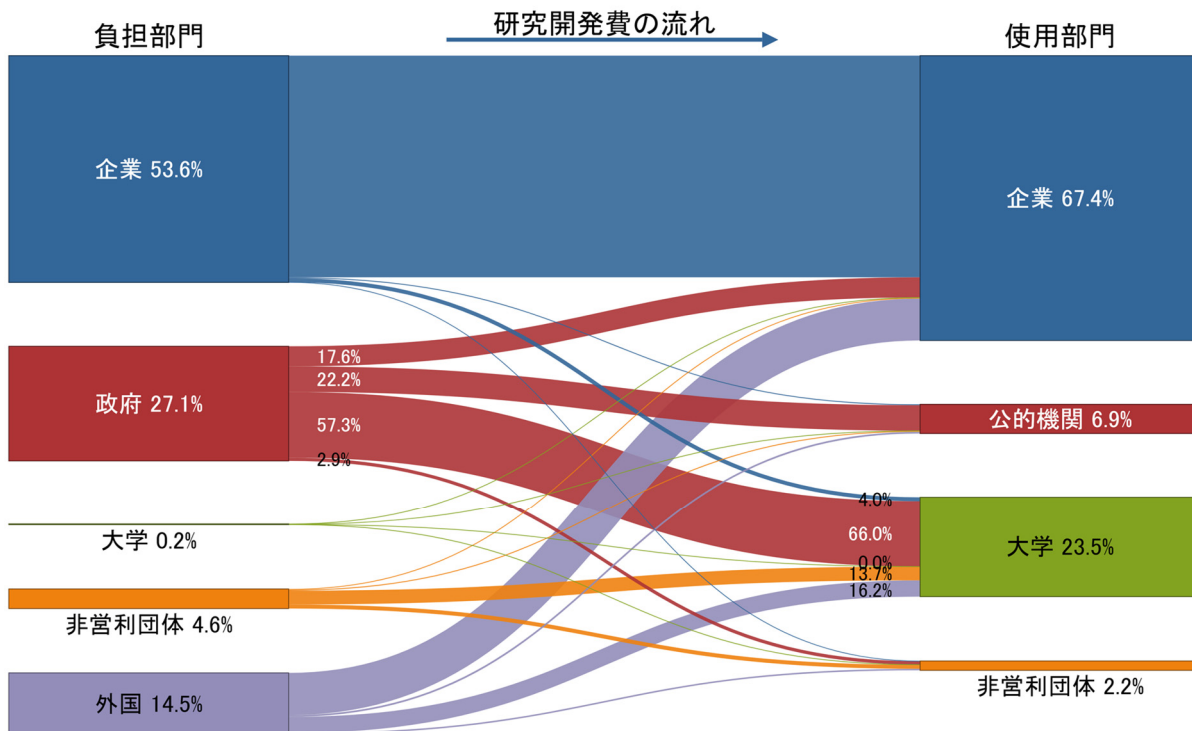 研究開発費の流れ
負担部門
使用部門
企業 53.6%
企業 67.4%
17.6%
22.2%
政府 27.1%
57.3%
2.9%
公的機関 6.9%
4.0%
66.0%
0.0%
13.7%
16.2%
大学 23.5%
大学 0.2%
非営利団体 4.6%
外国 14.5%
非営利団体 2.2%